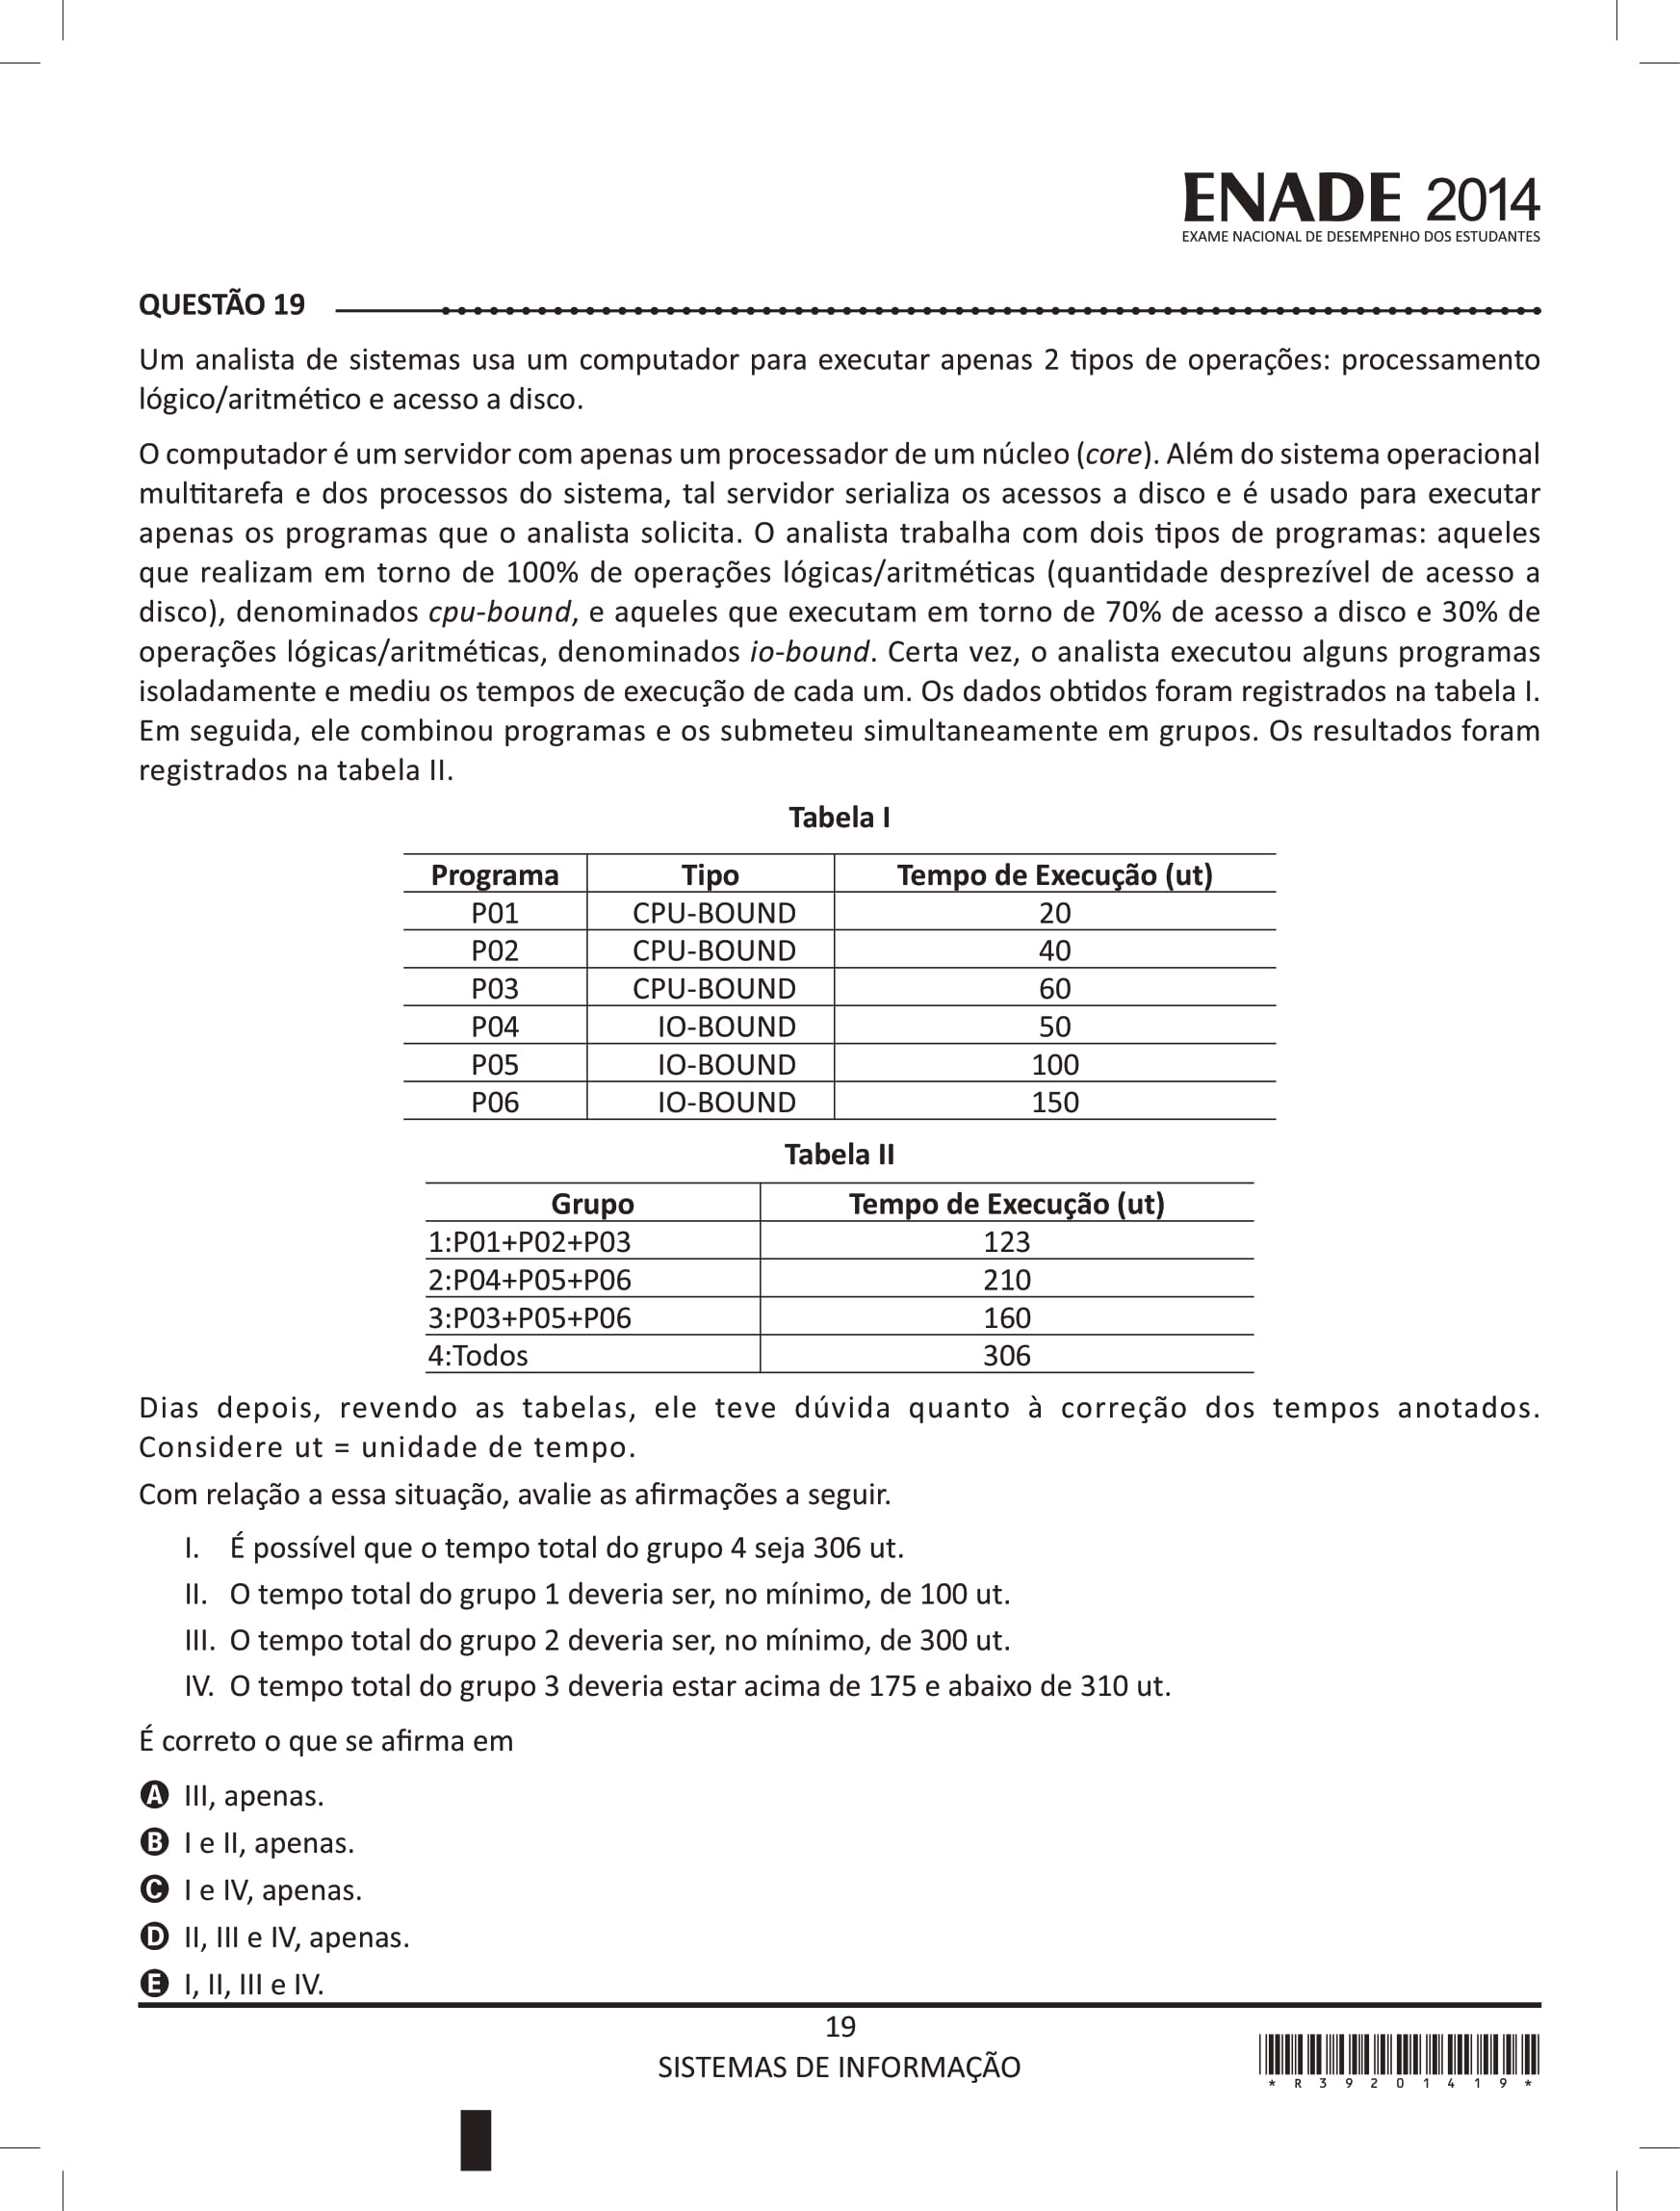 ENADE 2014
EXAME NACIONAL DE DESEMPENHO DOS ESTUDANTES
QUESTÃO 19
Um analista de sistemas usa um computador para executar apenas 2 tipos de operações: processamento
lógico/aritmético e acesso a disco.
O computador é um servidor com apenas um processador de um núcleo (core). Além do sistema operacional
multitarefa e dos processos do sistema, tal servidor serializa os acessos a disco e é usado para executar
apenas os programas que o analista solicita. O analista trabalha com dois tipos de programas: aqueles
que realizam em torno de 100% de operações lógicas/aritméticas (quantidade desprezível de acesso a
disco), denominados cpu-bound, e aqueles que executam em torno de 70% de acesso a disco e 30% de
operações lógicas/aritméticas, denominados io-bound. Certa vez, o analista executou alguns programas
isoladamente e mediu os tempos de execução de cada um. Os dados obtidos foram registrados na tabela I.
Em seguida, ele combinou programas e os submeteu simultaneamente em grupos. Os resultados foram
registrados na tabela II.
Tabela I
Programa Tipo Tempo de Execução (ut)
P01 CPU-BOUND 20
P02 CPU-BOUND 40
P03 CPU-BOUND 60
P04 IO-BOUND 50
P05 IO-BOUND 100
P06 IO-BOUND 150
Tabela II
Grupo Tempo de Execução (ut)
1:P01+P02+P03 123
2:P04+P05+P06 210
3:P03+P05+P06 160
4:Todos 306
Dias depois, revendo as tabelas, ele teve dúvida quanto à correção dos tempos anotados.
Considere ut = unidade de tempo.
Com relação a essa situação, avalie as afirmações a seguir.
I. É possível que o tempo total do grupo 4 seja 306 ut.
II. O tempo total do grupo 1 deveria ser, no mínimo, de 100 ut.
III. O tempo total do grupo 2 deveria ser, no mínimo, de 300 ut.
IV. O tempo total do grupo 3 deveria estar acima de 175 e abaixo de 310 ut.
É correto o que se afirma em
A III, apenas.
B I e II, apenas.
C I e IV, apenas.
D II, III e IV, apenas.
E I, II, III e IV.
19
SISTEMAS DE INFORMAÇÃO
* R 3 9 2 0 1 4 1 9 *